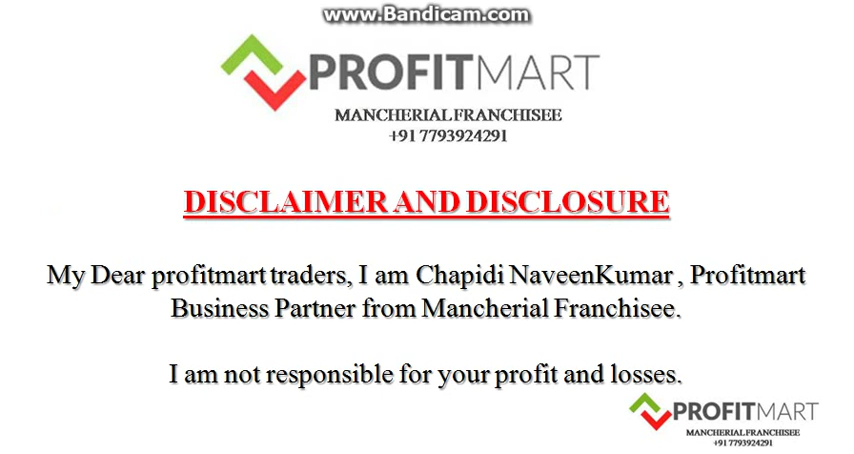 www.Bandicam.com
PROFITMART
MANCHERIAL FRANCHISEE
+91 7793924291
DISCLAIMER AND DISCLOSURE
My Dear profitmart traders, I am Chapidi NaveenKumar , Profitmart
Business Partner from Mancherial Franchisee.
I am not responsible for your profit and losses.
PROFITMART
MANCHERIAL FRANCHISEE
+91 7793924291